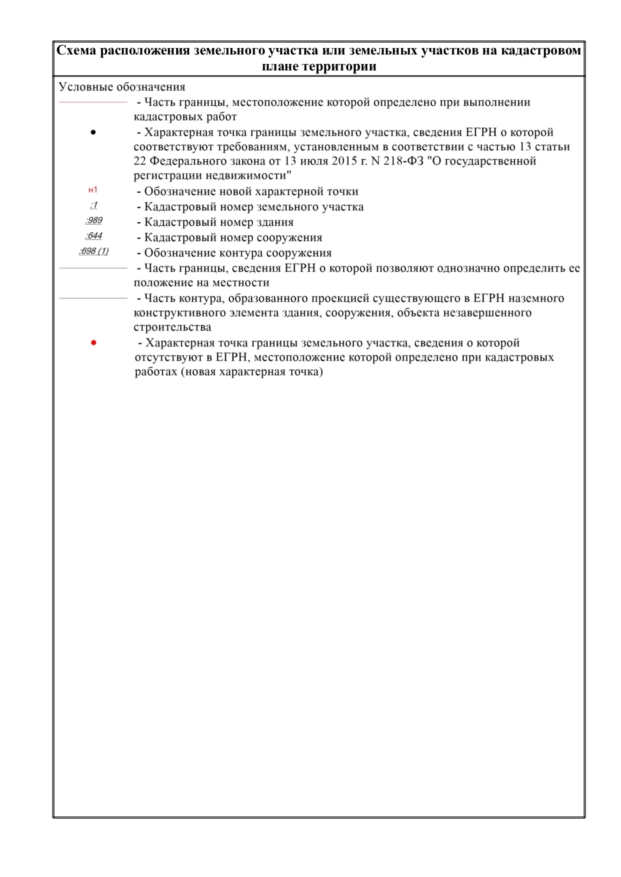 Схема расположения земельного участка или земельных участков на кадастровом
плане территории
Условные обозначения
- Часть границы, местоположение которой определено при выполнении
кадастровых работ
- Характерная точка границы земельного участка, сведения ЕГРН о которой
соответствуют требованиям, установленным в соответствии с частью 13 статьи
22 Федерального закона от 13 июля 2015 г. N 218-ФЗ "О государственной
регистрации недвижимости"
н1 - Обозначение новой характерной точки
:1 - Кадастровый номер земельного участка
:989 - Кадастровый номер здания
:644 - Кадастровый номер сооружения
:698 (1) - Обозначение контура сооружения
- Часть границы, сведения ЕГРН о которой позволяют однозначно определить ее
положение на местности
- Часть контура, образованного проекцией существующего в ЕГРН наземного
конструктивного элемента здания, сооружения, объекта незавершенного
строительства
- Характерная точка границы земельного участка, сведения о которой
отсутствуют в ЕГРН, местоположение которой определено при кадастровых
работах (новая характерная точка)